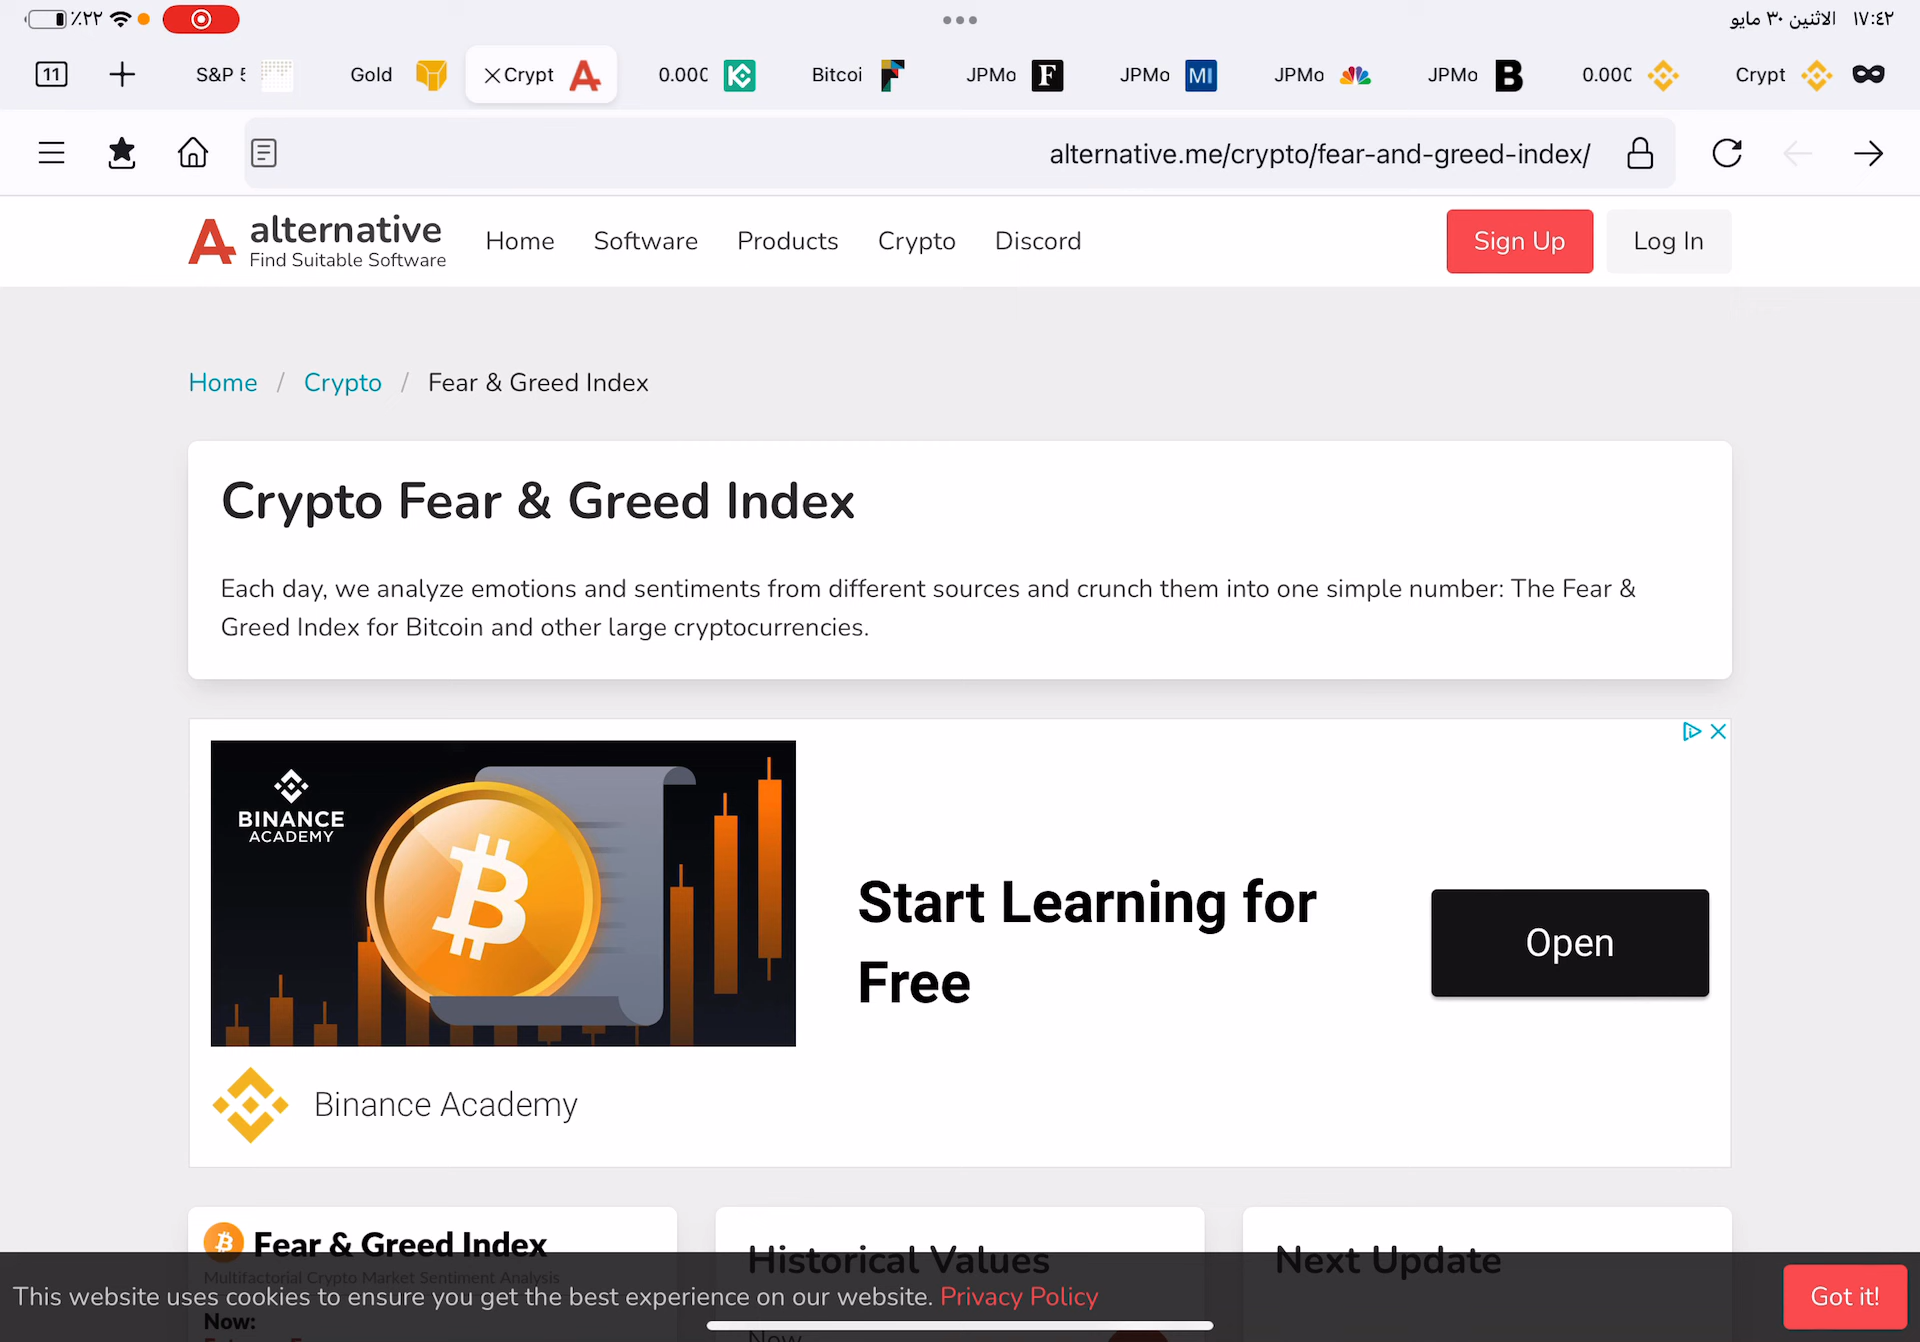 ٪٢٢
الاثنين ٣٠ مايو ١٧:٤٢
11
S&P 5
Gold
Crypt
0.000
Bitcoi
JPMo
JPMo
MI
JPMo
JPMo
0.000
Crypt
alternative.me/crypto/fear-and-greed-index/
alternative
Find Suitable Software
Home
Software
Products
Crypto
Discord
Sign Up
Log In
Home / Crypto / Fear & Greed Index
Crypto Fear & Greed Index
Each day, we analyze emotions and sentiments from different sources and crunch them into one simple number: The Fear &
Greed Index for Bitcoin and other large cryptocurrencies.
BINANCE
ACADEMY
Start Learning for
Free
Open
Binance Academy
Fear & Greed Index
Multifactorial Crypto Market Sentiment Analysis
Now:
Historical Values
Now
Next Update
This website uses cookies to ensure you get the best experience on our website. Privacy Policy
Got it!